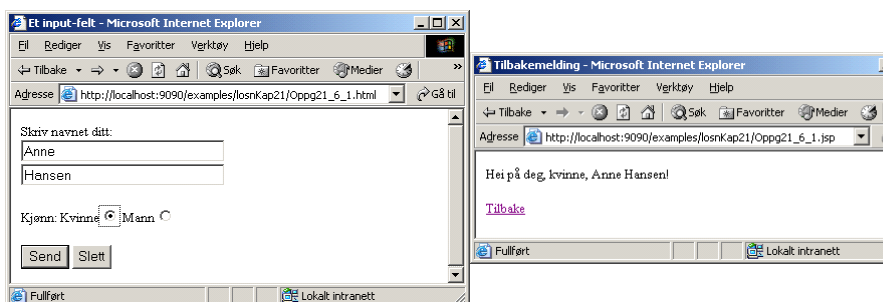 Et input-felt - Microsoft Internet Explorer
Fil Rediger Vis Favoritter Verktøy Hjelp
Tilbake Søk Favoritter Medier »
Adresse http://localhost:9090/examples/losnKap21/Oppg21_6_1.html Gå til
Skriv navnet ditt:
Anne
Hansen
Kjønn: Kvinne Mann
Send Slett
Fullført Lokalt intranett
Tilbakemelding - Microsoft Internet Explorer
Fil Rediger Vis Favoritter Verktøy Hjelp
Tilbake Søk Favoritter Medier
Adresse http://localhost:9090/examples/losnKap21/Oppg21_6_1.jsp
Hei på deg, kvinne, Anne Hansen!
Tilbake
Fullført Lokalt intranett